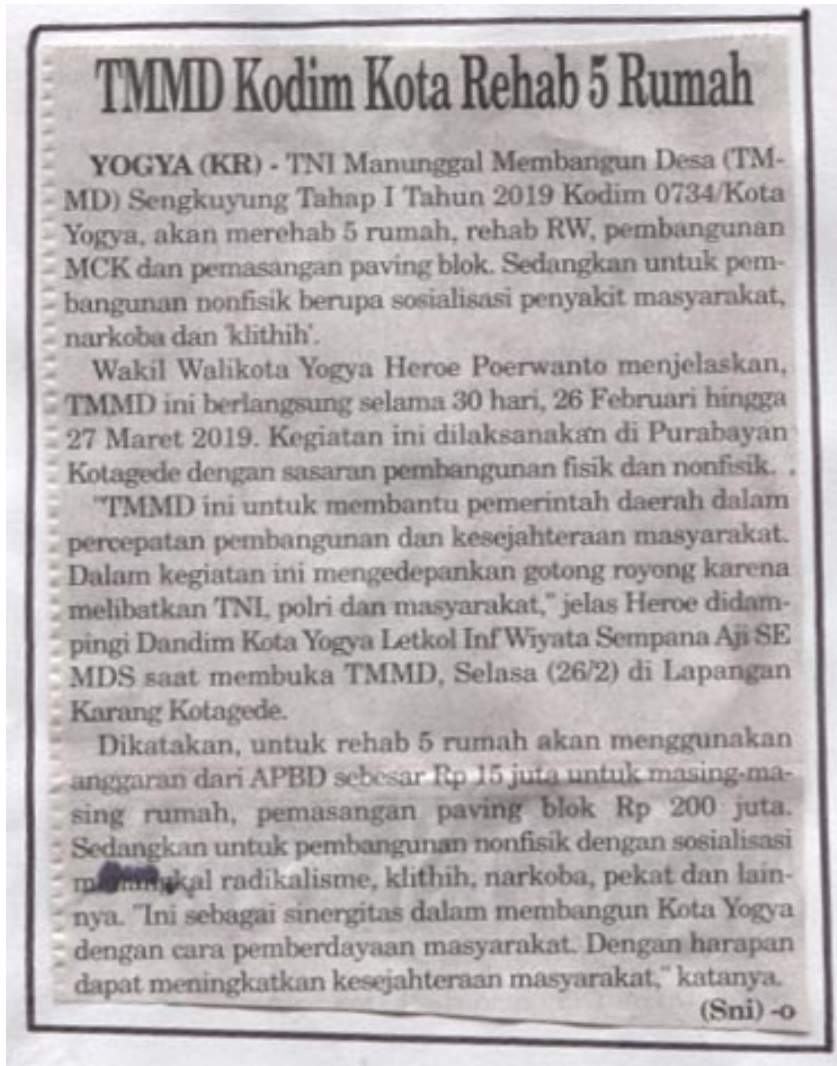 TMMD Kodim Kota Rehab 5 Rumah
YOGYA (KR) - TNI Manunggal Membangun Desa (TM-
MD) Sengkuyung Tahap I Tahun 2019 Kodim 0734/Kota
Yogya, akan merehab 5 rumah, rehab RW, pembangunan
MCK dan pemasangan paving blok. Sedangkan untuk pem-
bangunan nonfisik berupa sosialisasi penyakit masyarakat,
narkoba dan 'klithih'.
Wakil Walikota Yogya Heroe Poerwanto menjelaskan,
TMMD ini berlangsung selama 30 hari, 26 Februari hingga
27 Maret 2019. Kegiatan ini dilaksanakan di Purabayan
Kotagede dengan sasaran pembangunan fisik dan nonfisik.
"TMMD ini untuk membantu pemerintah daerah dalam
percepatan pembangunan dan kesejahteraan masyarakat.
Dalam kegiatan ini mengedepankan gotong royong karena
melibatkan TNI, polri dan masyarakat," jelas Heroe didam-
pingi Dandim Kota Yogya Letkol Inf Wiyata Sempana Aji SE
MDS saat membuka TMMD, Selasa (26/2) di Lapangan
Karang Kotagede.
Dikatakan, untuk rehab 5 rumah akan menggunakan
anggaran dari APBD sebesar Rp 15 juta untuk masing-ma-
sing rumah, pemasangan paving blok Rp 200 juta.
Sedangkan untuk pembangunan nonfisik dengan sosialisasi
radikalisme, klithih, narkoba, pekat dan lain-
nya. "Ini sebagai sinergitas dalam membangun Kota Yogya
dengan cara pemberdayaan masyarakat. Dengan harapan
dapat meningkatkan kesejahteraan masyarakat," katanya.
(Sni) -o